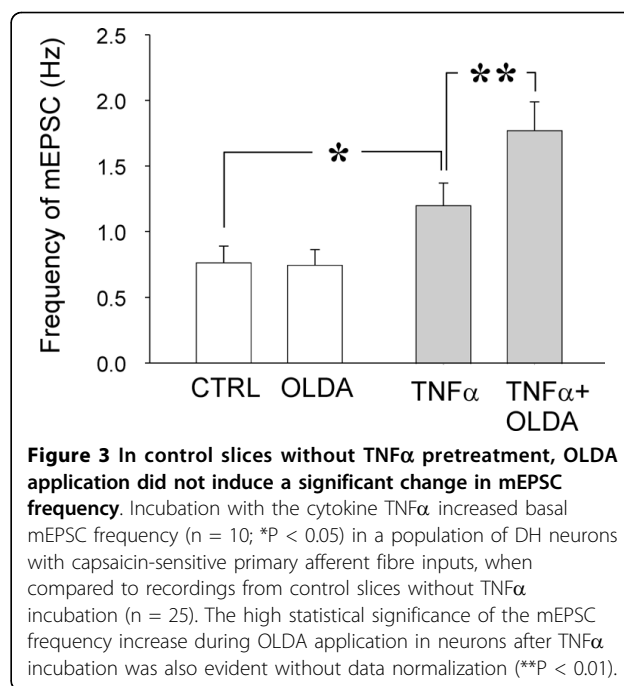 Frequency of mEPSC (Hz)
2.5
2.0
1.5
1.0
0.5
0.0
*
**
CTRL OLDA TNFα TNFα+
OLDA
Figure 3 In control slices without TNFα pretreatment, OLDA
application did not induce a significant change in mEPSC
frequency. Incubation with the cytokine TNFα increased basal
mEPSC frequency (n = 10; *P < 0.05) in a population of DH neurons
with capsaicin-sensitive primary afferent fibre inputs, when
compared to recordings from control slices without TNFα
incubation (n = 25). The high statistical significance of the mEPSC
frequency increase during OLDA application in neurons after TNFα
incubation was also evident without data normalization (**P < 0.01).